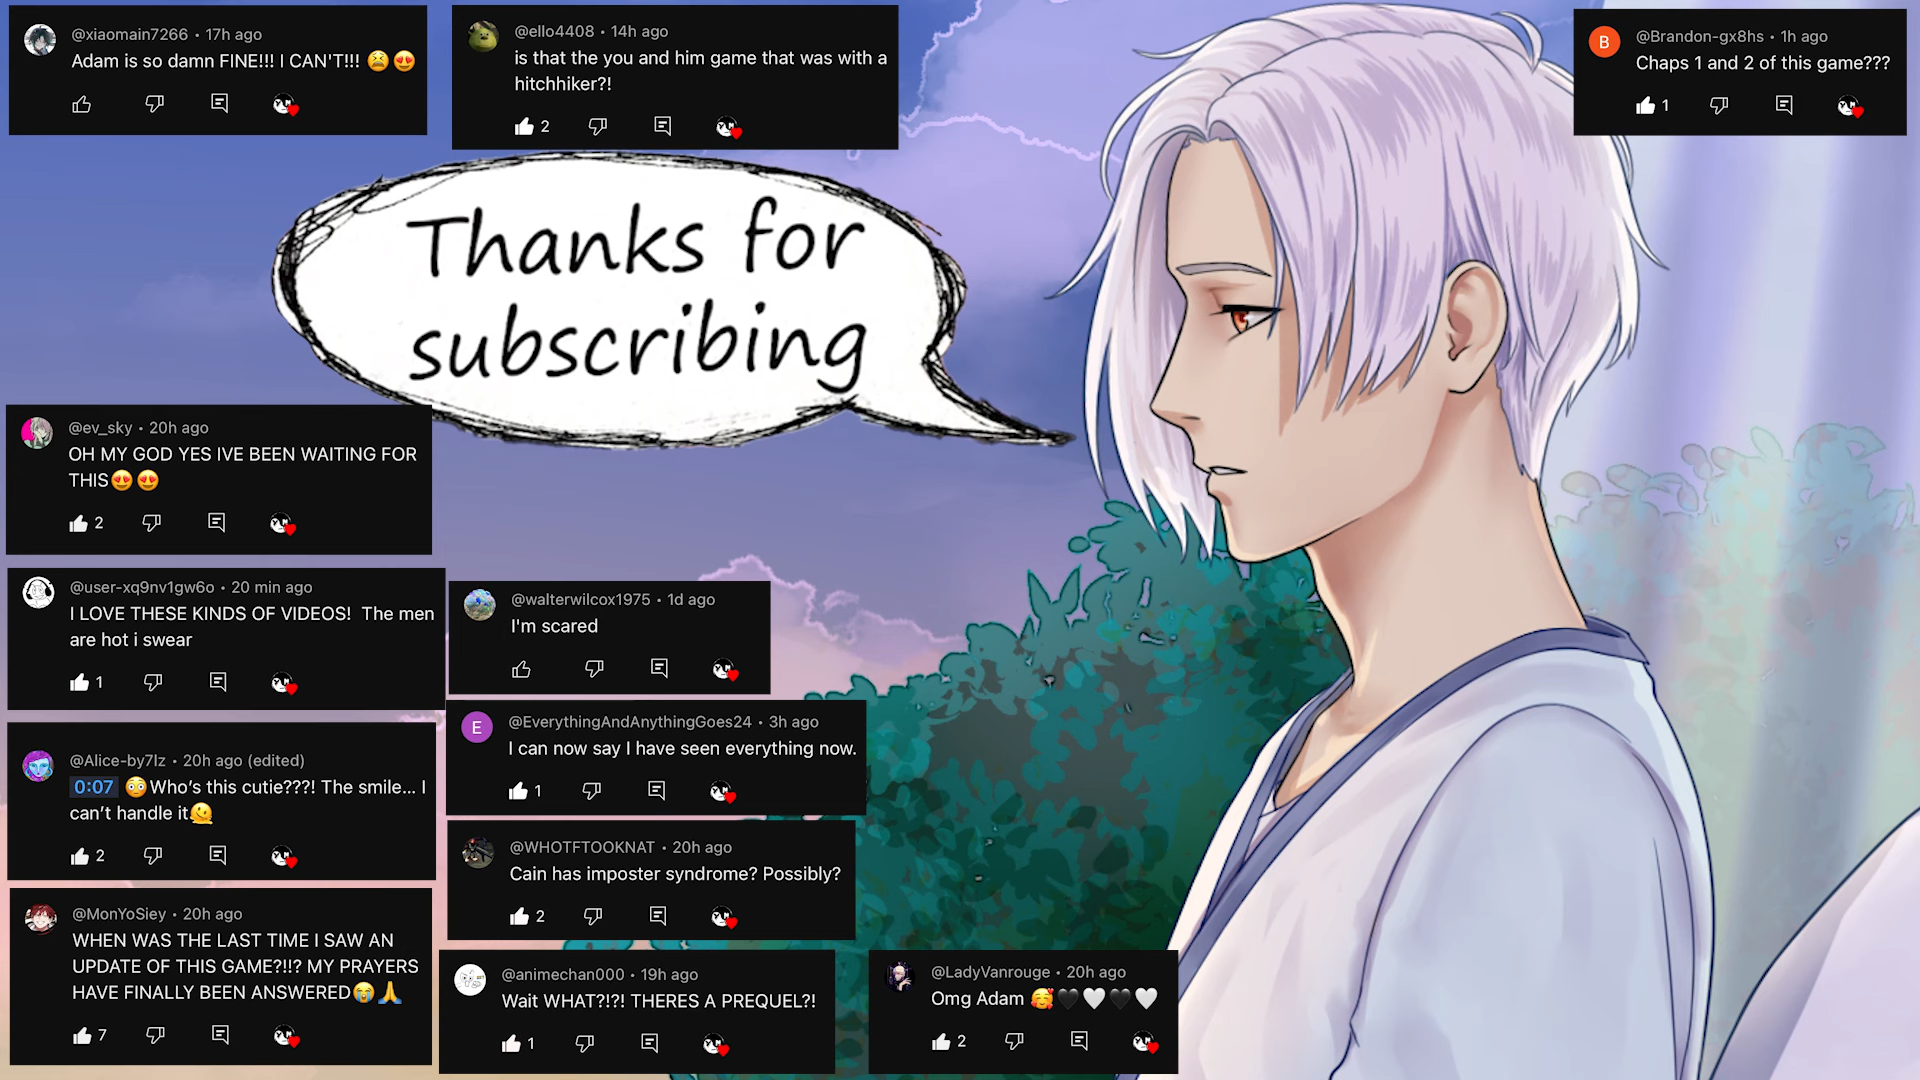 @xiaomain7266 • 17h ago
Adam is so damn FINE!!! I CAN'T!!! 😫😍
@ello4408 • 14h ago
is that the you and him game that was with a
hitchhiker?!
2
B
@Brandon-gx8hs • 1h ago
Chaps 1 and 2 of this game???
1
Thanks for
subscribing
@ev_sky • 20h ago
OH MY GOD YES IVE BEEN WAITING FOR
THIS😍😍
2
@user-xq9nv1gw6o • 20 min ago
I LOVE THESE KINDS OF VIDEOS!  The men
are hot i swear
1
@Alice-by7lz • 20h ago (edited)
0:07 😳Who’s this cutie???! The smile... I
can’t handle it🫠
2
@MonYoSiey • 20h ago
WHEN WAS THE LAST TIME I SAW AN
UPDATE OF THIS GAME?!!? MY PRAYERS
HAVE FINALLY BEEN ANSWERED😭🙏
7
@walterwilcox1975 • 1d ago
I'm scared
E
@EverythingAndAnythingGoes24 • 3h ago
I can now say I have seen everything now.
1
@WHOTFTOOKNAT • 20h ago
Cain has imposter syndrome? Possibly?
2
@animechan000 • 19h ago
Wait WHAT?!?! THERES A PREQUEL?!
1
@LadyVanrouge • 20h ago
Omg Adam 🥰🖤🤍🖤🤍
2